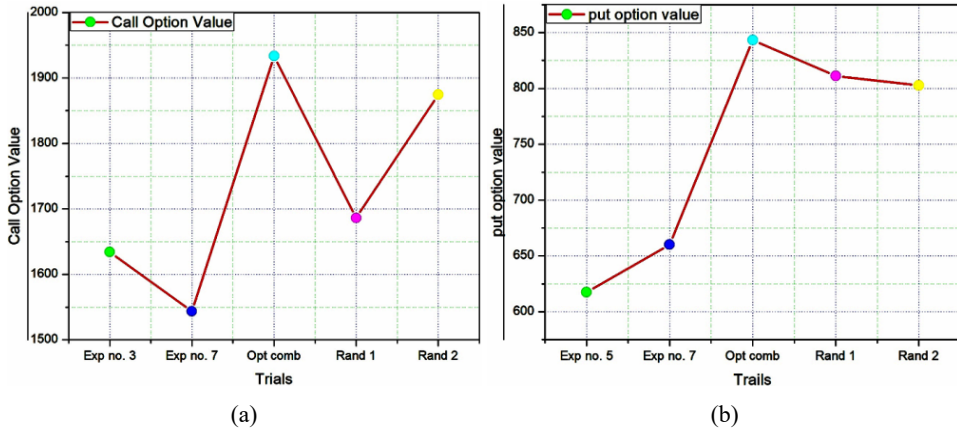 Call Option Value
2000
1900
1800
1700
1600
1500
Call Option Value
Exp no. 3
Exp no. 7
Opt comb
Rand 1
Rand 2
Trials
(a)
put option value
850
800
750
700
650
600
put option value
Exp no. 5
Exp no. 7
Opt comb
Rand 1
Rand 2
Trails
(b)